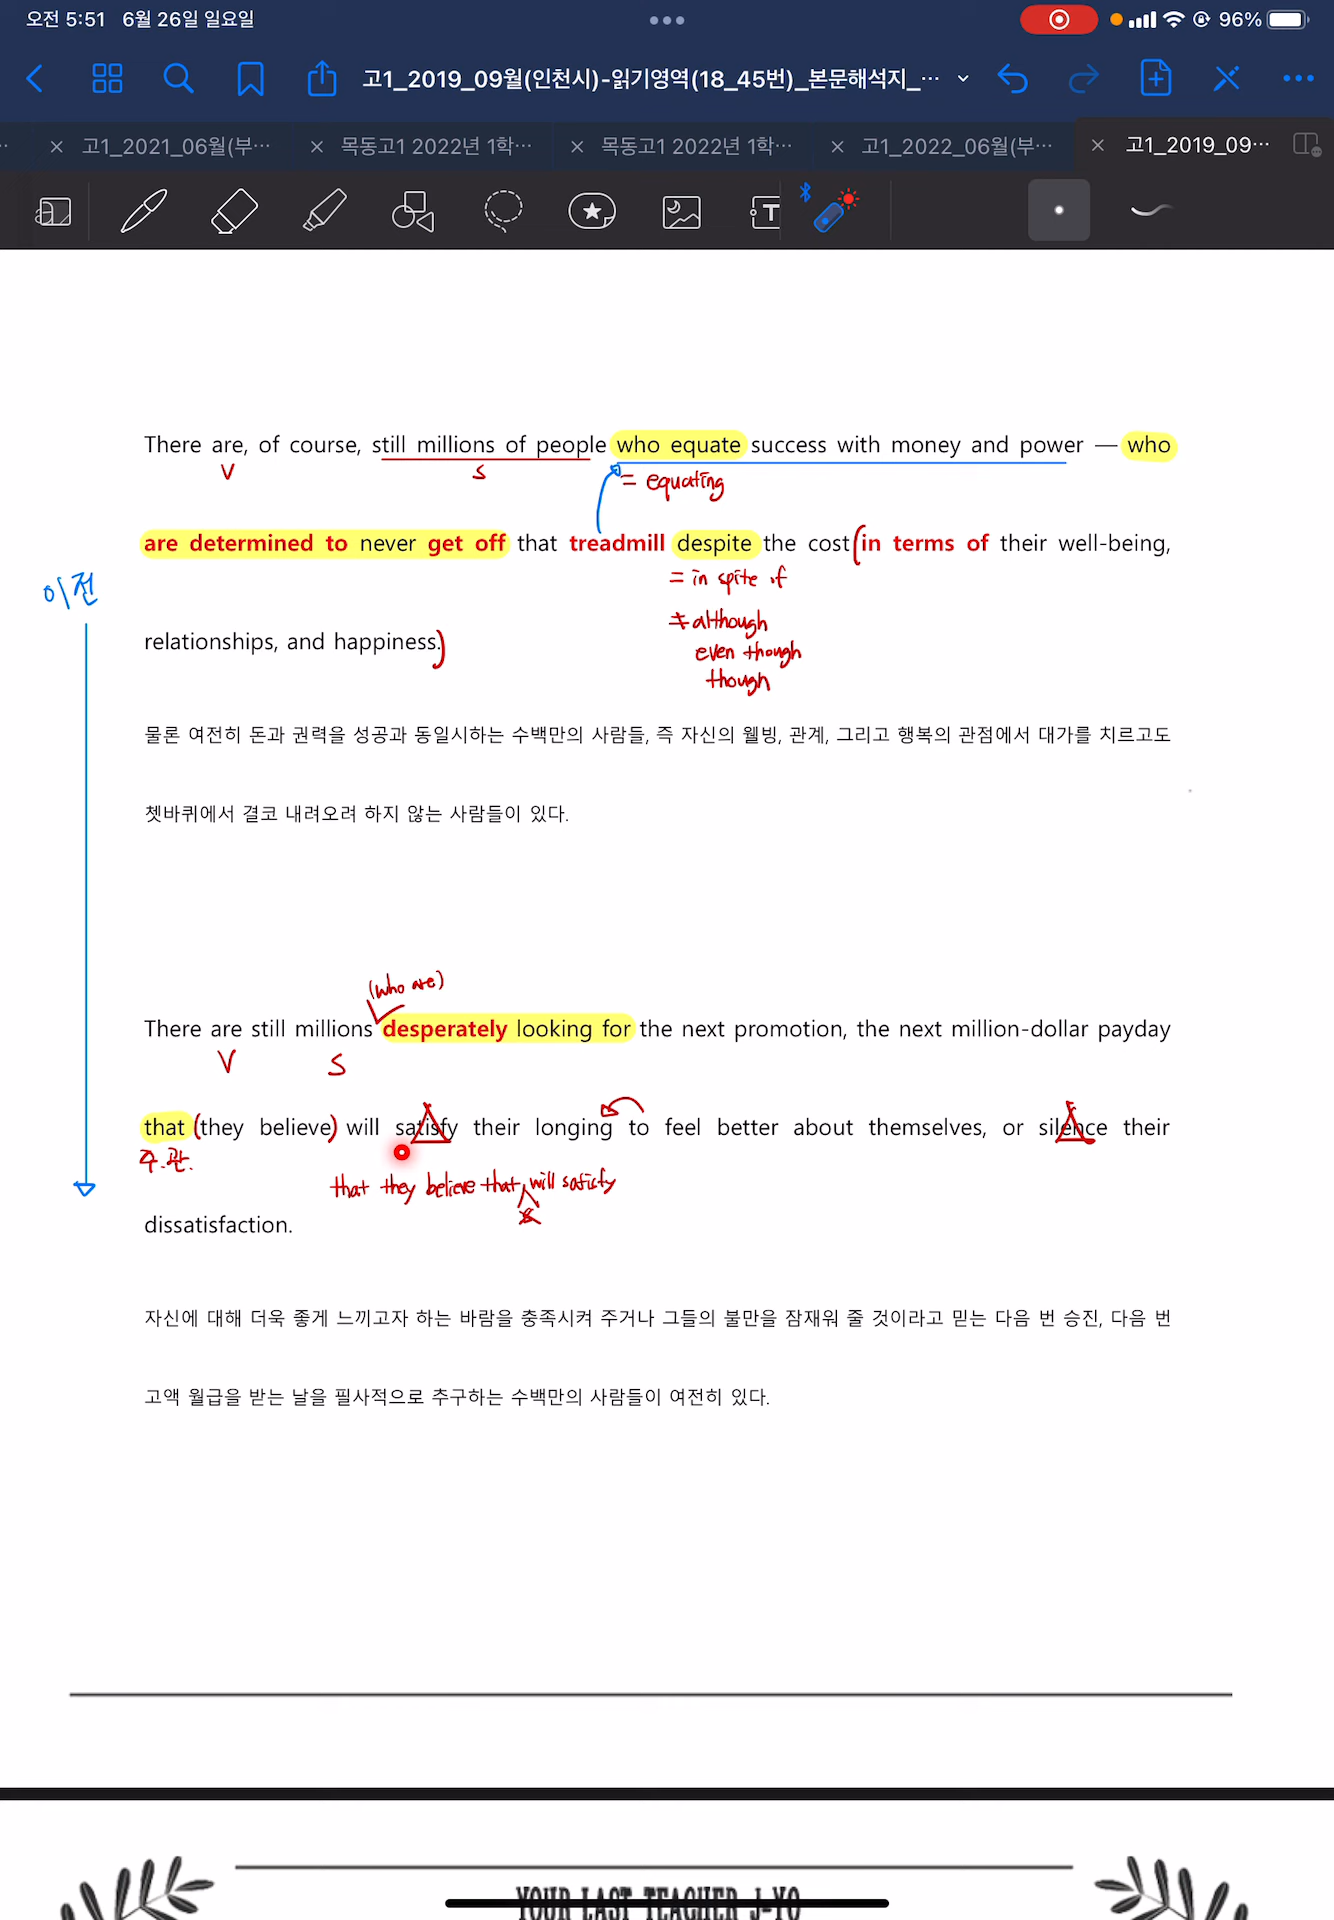 오전 5:51 6월 26일 일요일
96%
고1_2019_09월(인천시)-읽기영역(18_45번)_본문해석지_…
고1_2021_06월(부…
목동고1 2022년 1학…
목동고1 2022년 1학…
고1_2022_06월(부…
고1_2019_09…
T
There are, of course, still millions of people who equate success with money and power — who
V S = equating
are determined to never get off that treadmill despite the cost (in terms of their well-being,
이전
= in spite of
≠ although
relationships, and happiness.)
even though
though
물론 여전히 돈과 권력을 성공과 동일시하는 수백만의 사람들, 즉 자신의 웰빙, 관계, 그리고 행복의 관점에서 대가를 치르고도
쳇바퀴에서 결코 내려오려 하지 않는 사람들이 있다.
(who are)
There are still millions desperately looking for the next promotion, the next million-dollar payday
V S
that (they believe) will satisfy their longing to feel better about themselves, or silence their
주.관.
that they believe that will satisfy
dissatisfaction.
자신에 대해 더욱 좋게 느끼고자 하는 바람을 충족시켜 주거나 그들의 불만을 잠재워 줄 것이라고 믿는 다음 번 승진, 다음 번
고액 월급을 받는 날을 필사적으로 추구하는 수백만의 사람들이 여전히 있다.
YOUR LAST TEACHER J-YO